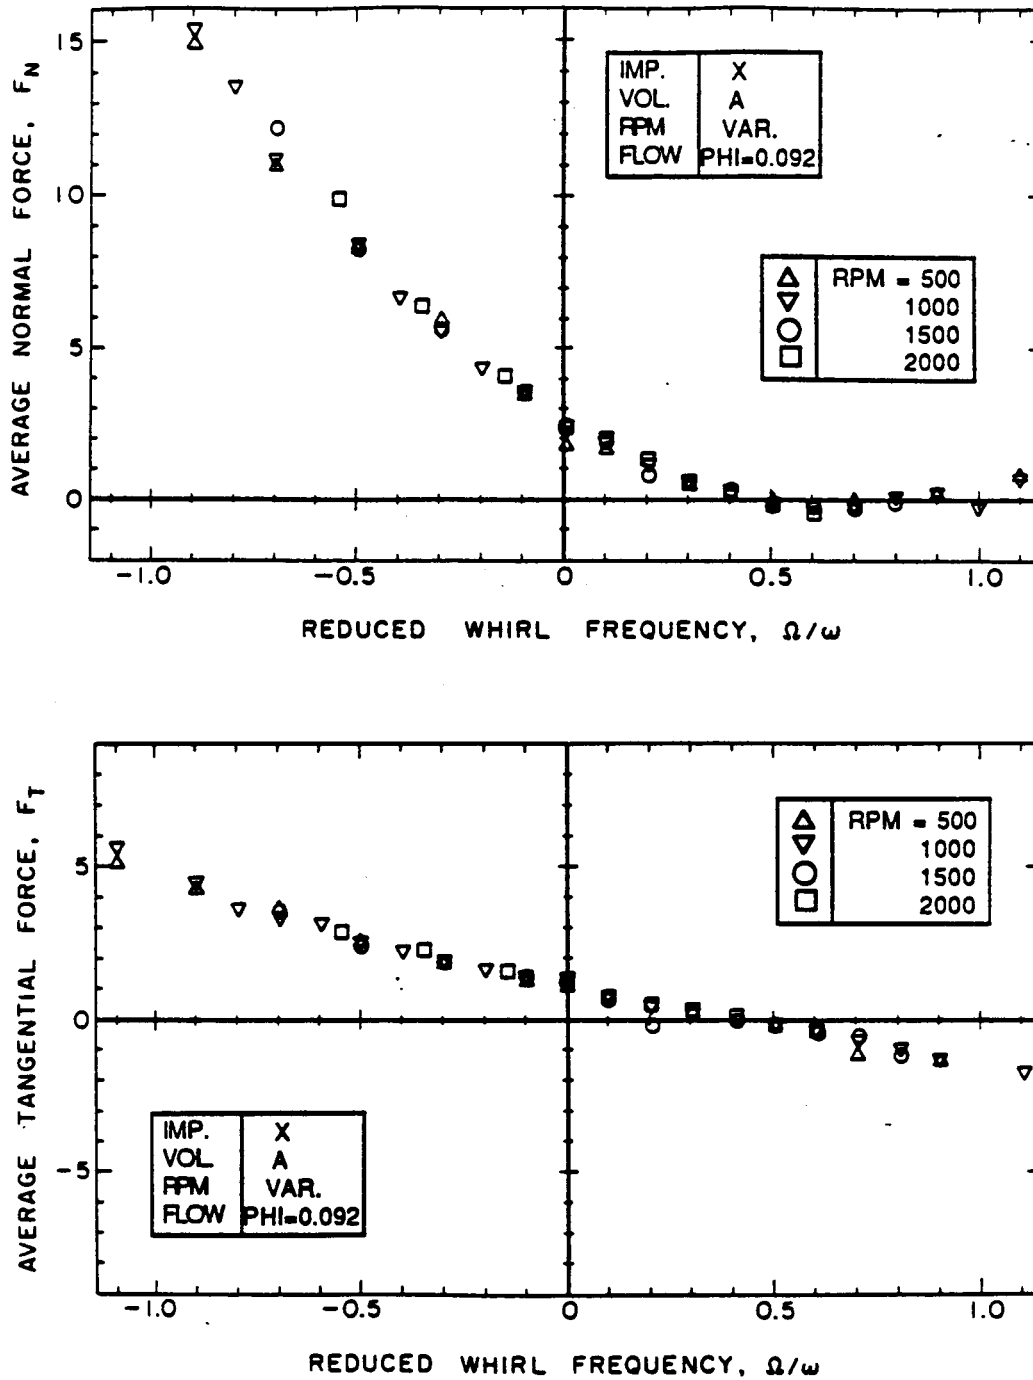 AVERAGE NORMAL FORCE, F_N
15
10
5
0
IMP. X
VOL. A
RPM VAR.
FLOW PHI=0.092
△ RPM = 500
▽ 1000
○ 1500
□ 2000
-1.0 -0.5 0 0.5 1.0
REDUCED WHIRL FREQUENCY, Ω/ω
AVERAGE TANGENTIAL FORCE, F_T
5
0
-5
△ RPM = 500
▽ 1000
○ 1500
□ 2000
IMP. X
VOL. A
RPM VAR.
FLOW PHI=0.092
-1.0 -0.5 0 0.5 1.0
REDUCED WHIRL FREQUENCY, Ω/ω